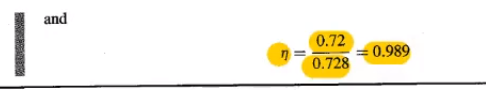 and
η = 0.72 / 0.728 = 0.989